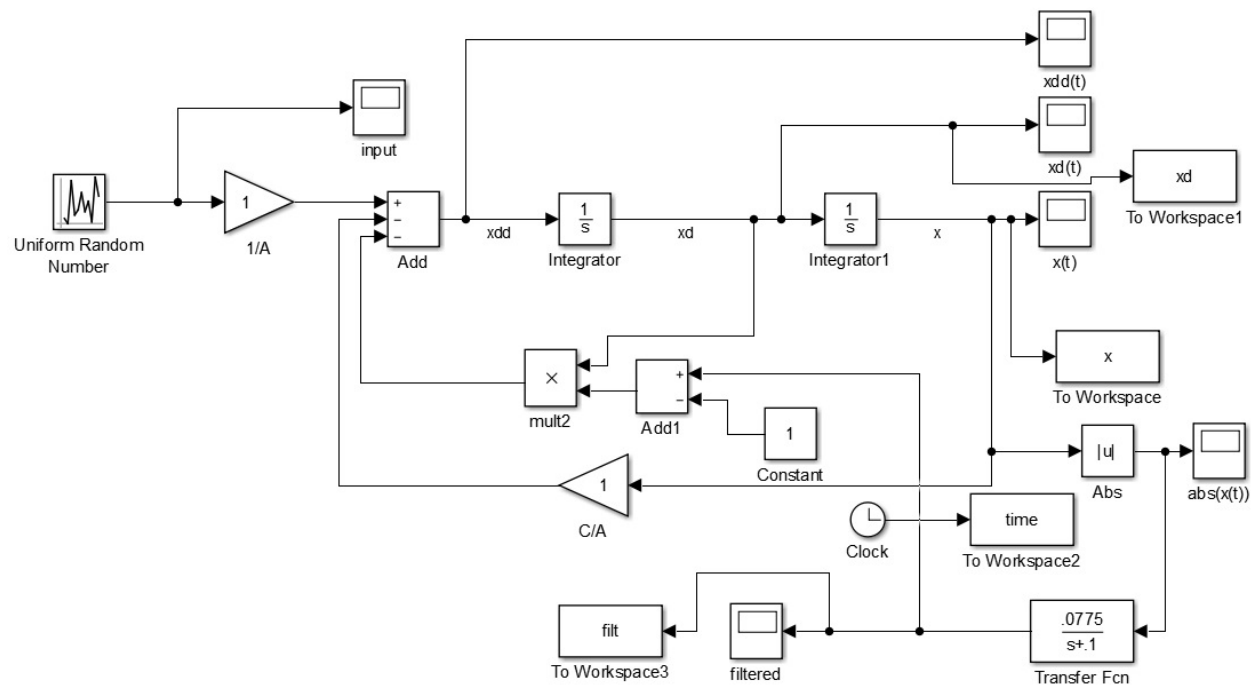 xdd(t)
input
xd(t)
xd
To Workspace1
1
+
−
−
1
s
1
s
xdd
xd
x
Uniform Random
Number
1/A
Add
Integrator
Integrator1
x(t)
x
To Workspace
×
+
−
mult2
Add1
1
Constant
|u|
Abs
abs(x(t))
1
C/A
time
Clock
To Workspace2
filt
To Workspace3
filtered
.0775
s+.1
Transfer Fcn